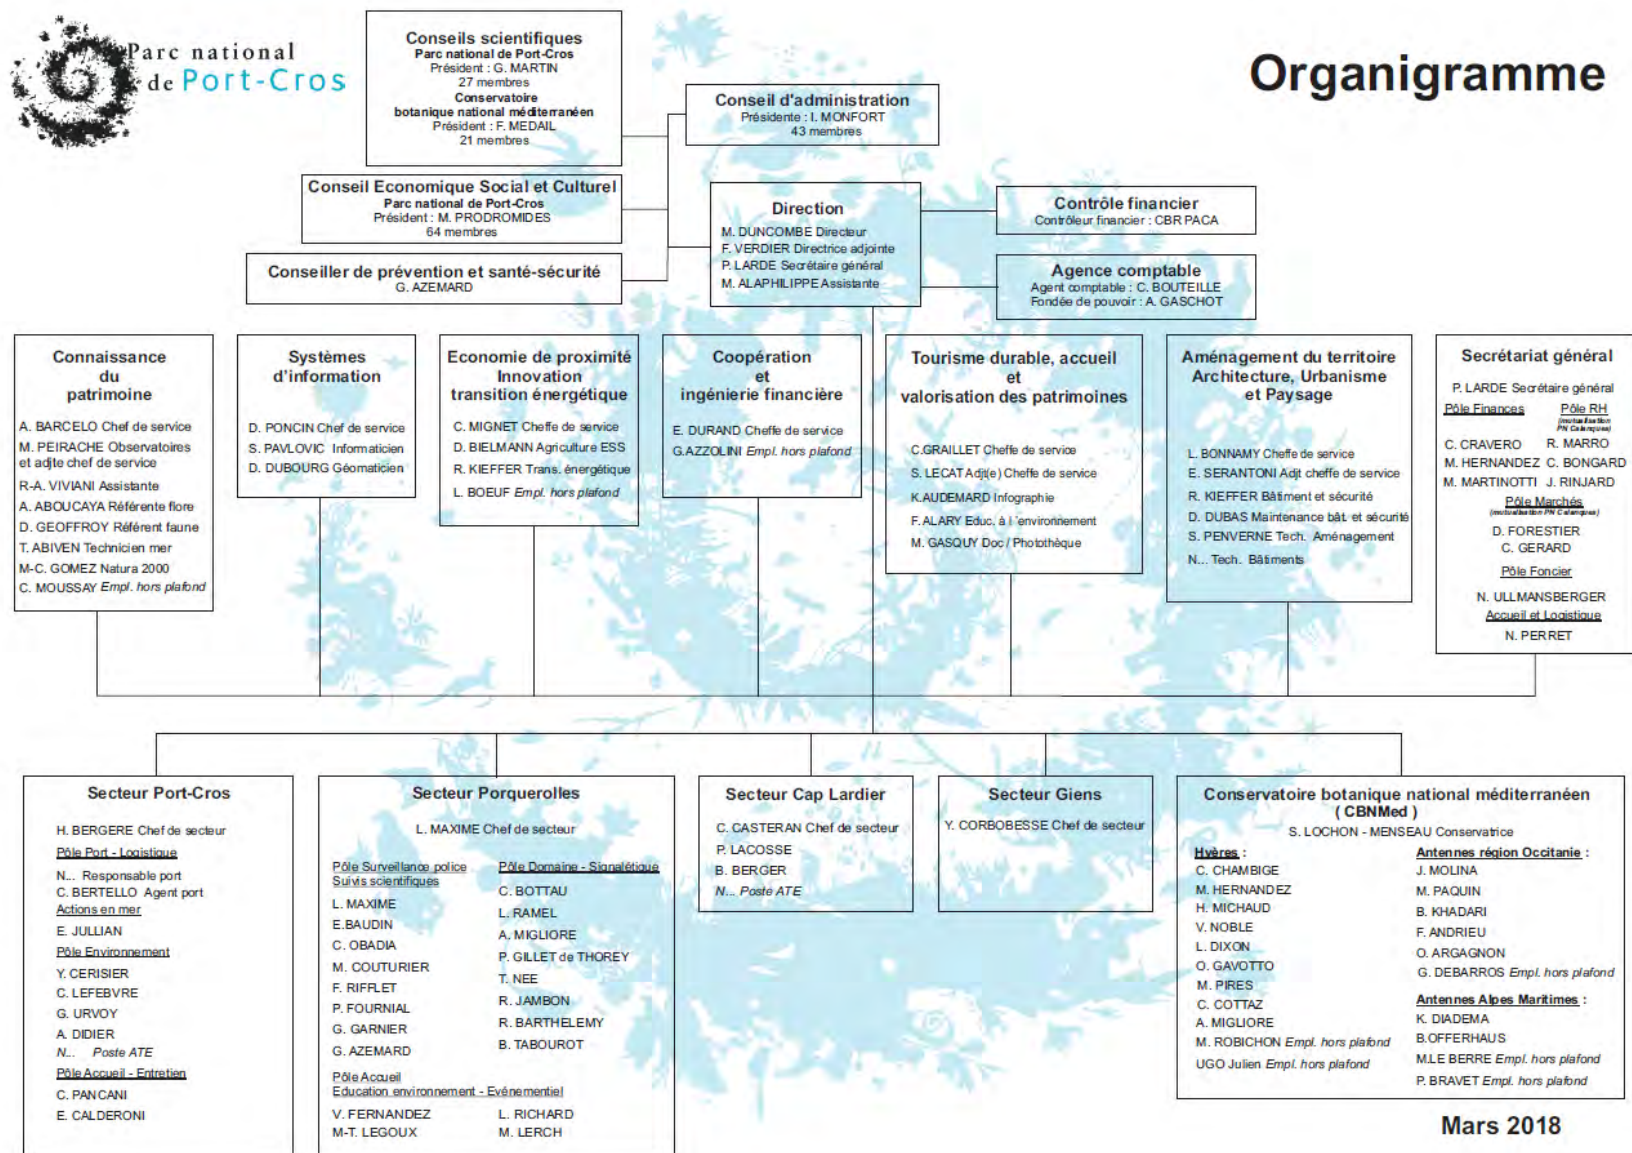 Parc national
de Port-Cros
Organigramme
Conseils scientifiques
Parc national de Port-Cros
Président : G. MARTIN
27 membres
Conservatoire
botanique national méditerranéen
Président : F. MEDAIL
21 membres
Conseil d'administration
Présidente : I. MONFORT
43 membres
Conseil Economique Social et Culturel
Parc national de Port-Cros
Président : M. PRODROMIDES
64 membres
Direction
M. DUNCOMBE Directeur
F. VERDIER Directrice adjointe
P. LARDE Secrétaire général
M. ALAPHILIPPE Assistante
Contrôle financier
Contrôleur financier : CBR PACA
Conseiller de prévention et santé-sécurité
G. AZEMARD
Agence comptable
Agent comptable : C. BOUTEILLE
Fondée de pouvoir : A. GASCHOT
Connaissance
du
patrimoine
A. BARCELO Chef de service
M. PEIRACHE Observatoires
et adjte chef de service
R-A. VIVIANI Assistante
A. ABOUCAYA Référente flore
D. GEOFFROY Référent faune
T. ABIVEN Technicien mer
M-C. GOMEZ Natura 2000
C. MOUSSAY Empl. hors plafond
Systèmes
d'information
D. PONCIN Chef de service
S. PAVLOVIC Informaticien
D. DUBOURG Géomaticien
Economie de proximité
Innovation
transition énergétique
C. MIGNET Cheffe de service
D. BIELMANN Agriculture ESS
R. KIEFFER Trans. énergétique
L. BOEUF Empl. hors plafond
Coopération
et
ingénierie financière
E. DURAND Cheffe de service
G.AZZOLINI Empl. hors plafond
Tourisme durable, accueil
et
valorisation des patrimoines
C.GRAILLET Cheffe de service
S. LECAT Adjt(e) Cheffe de service
K.AUDEMARD Infographie
F. ALARY Educ. à l 'environnement
M. GASQUY Doc / Photothèque
Aménagement du territoire
Architecture, Urbanisme
et Paysage
L. BONNAMY Cheffe de service
E. SERANTONI Adjt cheffe de service
R. KIEFFER Bâtiment et sécurité
D. DUBAS Maintenance bât. et sécurité
S. PENVERNE Tech. Aménagement
N... Tech. Bâtiments
Secrétariat général
P. LARDE Secrétaire général
Pôle Finances Pôle RH
(mutualisation
PN Calanques)
C. CRAVERO R. MARRO
M. HERNANDEZ C. BONGARD
M. MARTINOTTI J. RINJARD
Pôle Marchés
(mutualisation PN Calanques)
D. FORESTIER
C. GERARD
Pôle Foncier
N. ULLMANSBERGER
Accueil et Logistique
N. PERRET
Secteur Port-Cros
H. BERGERE Chef de secteur
Pôle Port - Logistique
N... Responsable port
C. BERTELLO Agent port
Actions en mer
E. JULLIAN
Pôle Environnement
Y. CERISIER
C. LEFEBVRE
G. URVOY
A. DIDIER
N... Poste ATE
Pôle Accueil - Entretien
C. PANCANI
E. CALDERONI
Secteur Porquerolles
L. MAXIME Chef de secteur
Pôle Surveillance police
Suivis scientifiques
L. MAXIME
E.BAUDIN
C. OBADIA
M. COUTURIER
F. RIFFLET
P. FOURNIAL
G. GARNIER
G. AZEMARD
Pôle Domaine - Signalétique
C. BOTTAU
L. RAMEL
A. MIGLIORE
P. GILLET de THOREY
T. NEE
R. JAMBON
R. BARTHELEMY
B. TABOUROT
Pôle Accueil
Education environnement - Evénementiel
V. FERNANDEZ L. RICHARD
M-T. LEGOUX M. LERCH
Secteur Cap Lardier
C. CASTERAN Chef de secteur
P. LACOSSE
B. BERGER
N... Poste ATE
Secteur Giens
Y. CORBOBESSE Chef de secteur
Conservatoire botanique national méditerranéen
( CBNMed )
S. LOCHON - MENSEAU Conservatrice
Hyères :
C. CHAMBIGE
M. HERNANDEZ
H. MICHAUD
V. NOBLE
L. DIXON
O. GAVOTTO
M. PIRES
C. COTTAZ
A. MIGLIORE
M. ROBICHON Empl. hors plafond
UGO Julien Empl. hors plafond
Antennes région Occitanie :
J. MOLINA
M. PAQUIN
B. KHADARI
F. ANDRIEU
O. ARGAGNON
G. DEBARROS Empl. hors plafond
Antennes Alpes Maritimes :
K. DIADEMA
B.OFFERHAUS
M.LE BERRE Empl. hors plafond
P. BRAVET Empl. hors plafond
Mars 2018